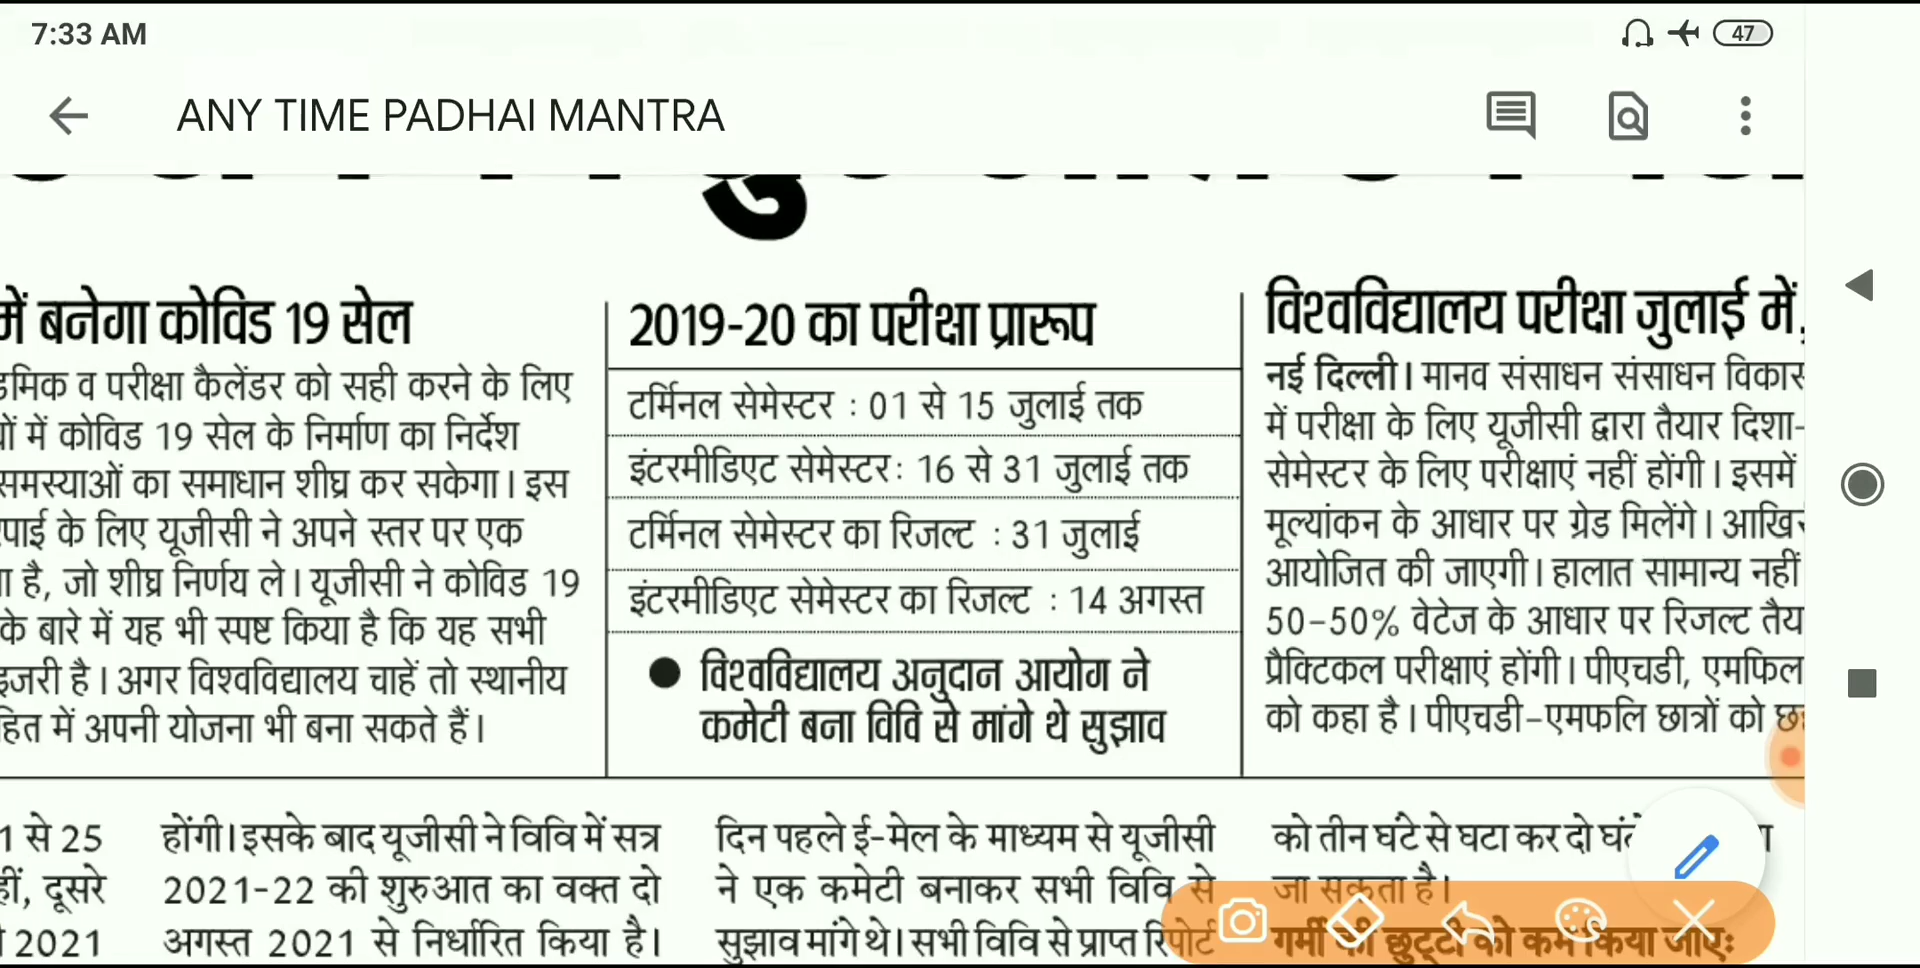 7:33 AM
47
ANY TIME PADHAI MANTRA
में बनेगा कोविड 19 सेल
व परीक्षा कैलेंडर को सही करने के लिए
में कोविड 19 सेल के निर्माण का निर्देश
समस्याओं का समाधान शीघ्र कर सकेगा। इस
के लिए यूजीसी ने अपने स्तर पर एक
है, जो शीघ्र निर्णय ले। यूजीसी ने कोविड 19
के बारे में यह भी स्पष्ट किया है कि यह सभी
है। अगर विश्वविद्यालय चाहें तो स्थानीय
हित में अपनी योजना भी बना सकते हैं।
2019-20 का परीक्षा प्रारूप
टर्मिनल सेमेस्टर : 01 से 15 जुलाई तक
इंटरमीडिएट सेमेस्टर: 16 से 31 जुलाई तक
टर्मिनल सेमेस्टर का रिजल्ट : 31 जुलाई
इंटरमीडिएट सेमेस्टर का रिजल्ट : 14 अगस्त
● विश्वविद्यालय अनुदान आयोग ने
कमेटी बना विवि से मांगे थे सुझाव
विश्वविद्यालय परीक्षा जुलाई में
नई दिल्ली। मानव संसाधन संसाधन विकास
में परीक्षा के लिए यूजीसी द्वारा तैयार दिशा-
सेमेस्टर के लिए परीक्षाएं नहीं होंगी। इसमें
मूल्यांकन के आधार पर ग्रेड मिलेंगे।
आयोजित की जाएगी। हालात सामान्य नहीं
50-50% वेटेज के आधार पर रिजल्ट
प्रैक्टिकल परीक्षाएं होंगी। पीएचडी, एमफिल
को कहा है। पीएचडी-एमफलि छात्रों को
से 25
दूसरे
2021
होंगी। इसके बाद यूजीसी ने विवि में सत्र
2021-22 की शुरुआत का वक्त दो
अगस्त 2021 से निर्धारित किया है।
दिन पहले ई-मेल के माध्यम से यूजीसी
ने एक कमेटी बनाकर सभी विवि से
सुझाव मांगे थे। सभी विवि से प्राप्त रिपोर्ट
को तीन घंटे से घटा कर दो
जा सकता है।
गर्मी की छुट्टी को कम किया जाए: